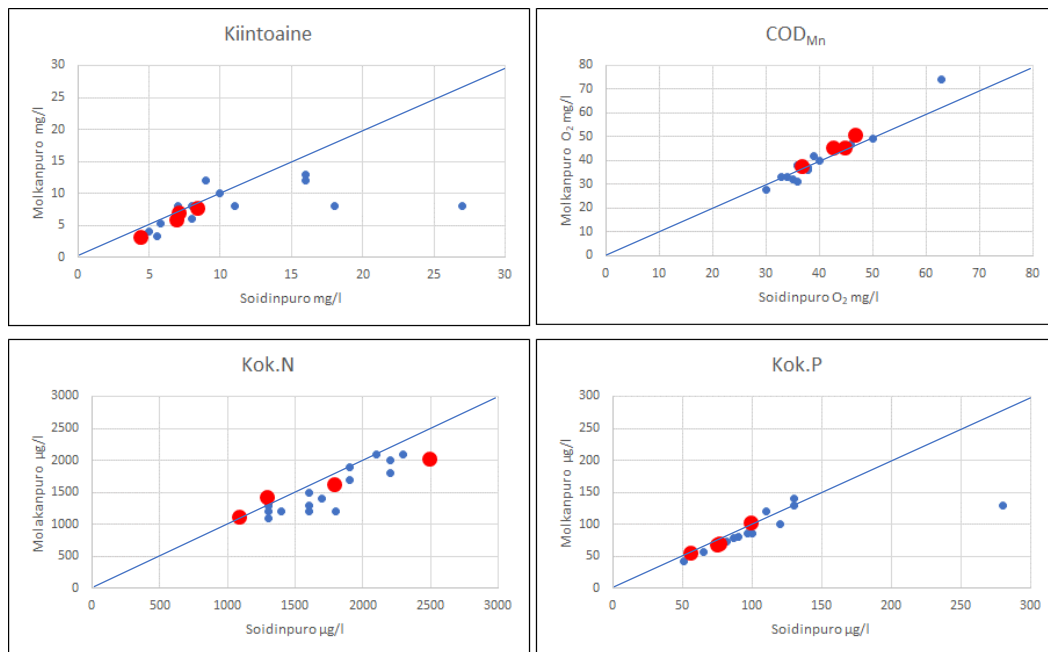 Kiintoaine
Molkanpuro mg/l
30
25
20
15
10
5
0
0 5 10 15 20 25 30
Soidinpuro mg/l
COD_Mn
Molkanpuro O₂ mg/l
80
70
60
50
40
30
20
10
0
0 10 20 30 40 50 60 70 80
Soidinpuro O₂ mg/l
Kok.N
Molakanpuro µg/l
3000
2500
2000
1500
1000
500
0
0 500 1000 1500 2000 2500 3000
Soidinpuro µg/l
Kok.P
Molkanpuro µg/l
300
250
200
150
100
50
0
0 50 100 150 200 250 300
Soidinpuro µg/l